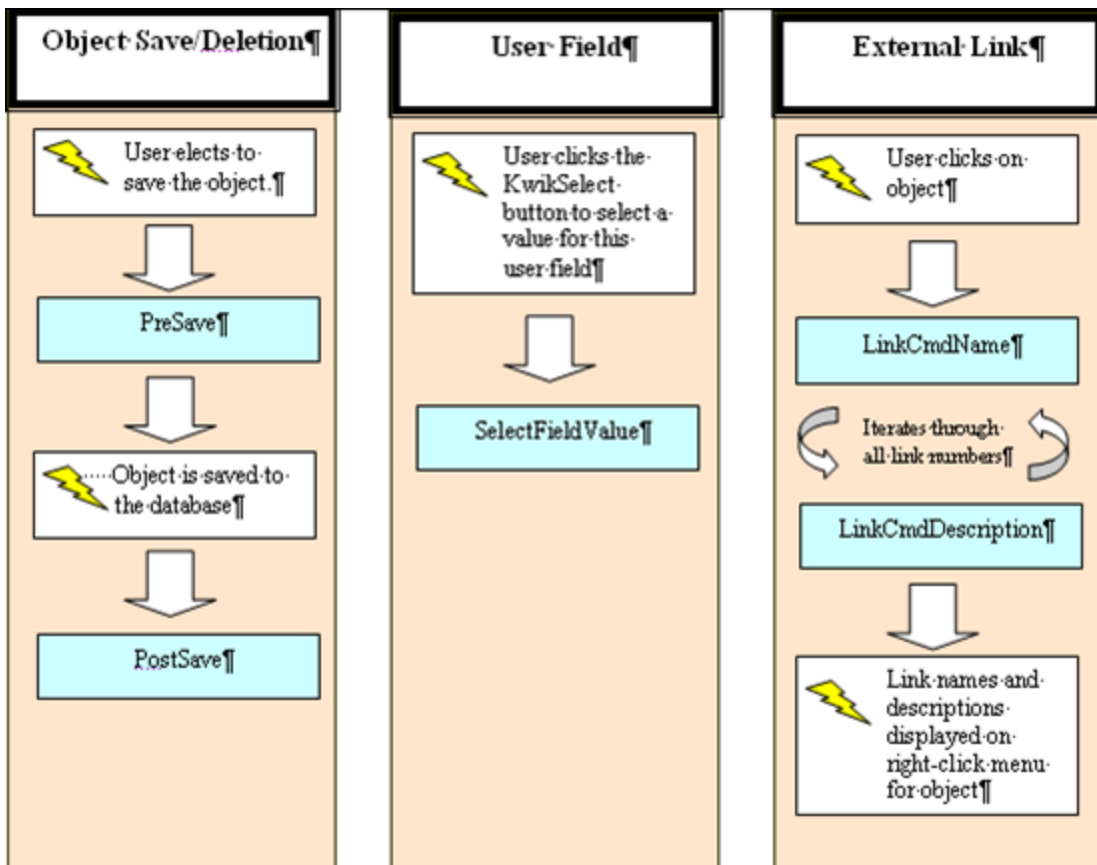 Object Save/Deletion¶
User elects to
save the object.¶
PreSave¶
Object is saved to
the database¶
PostSave¶
User Field¶
User clicks the
KwikSelect
button to select a
value for this
user field¶
SelectFieldValue¶
External Link¶
User clicks on
object¶
LinkCmdName¶
Iterates through
all link numbers¶
LinkCmdDescription¶
Link names and
descriptions
displayed on
right-click menu
for object¶